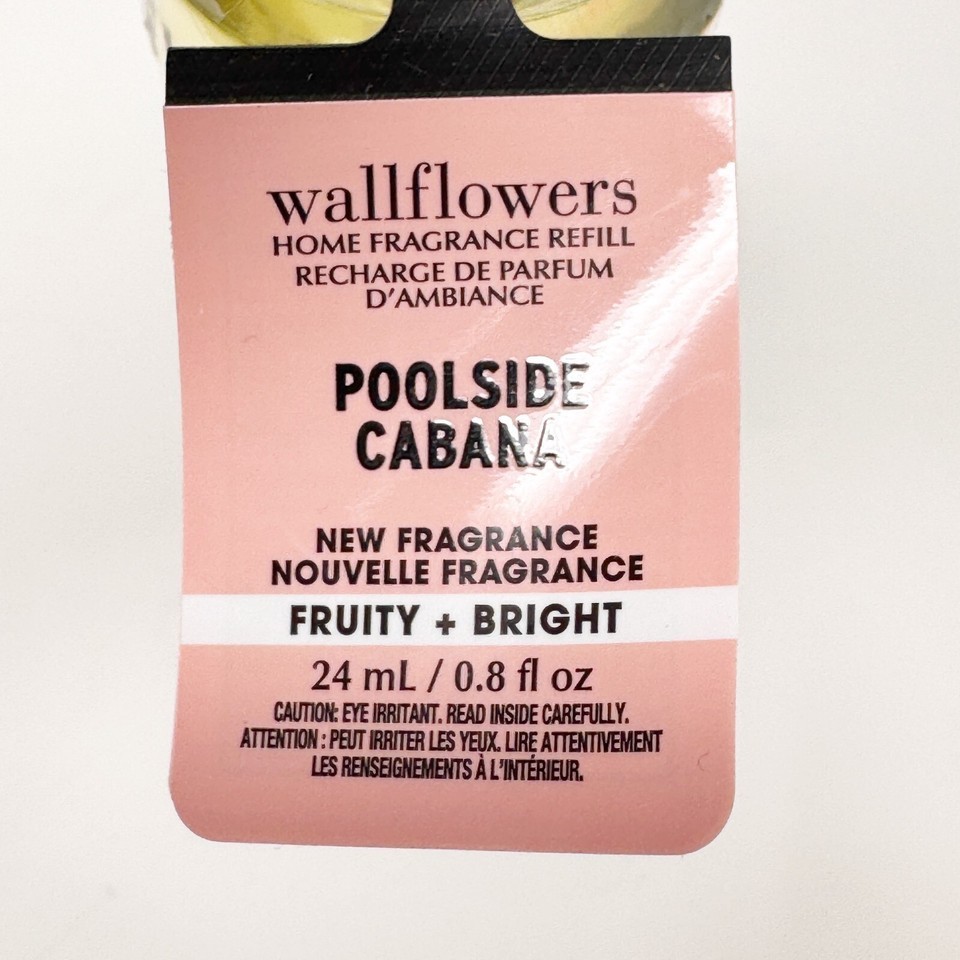 wallflowers
HOME FRAGRANCE REFILL
RECHARGE DE PARFUM
D'AMBIANCE
POOLSIDE
CABANA
NEW FRAGRANCE
NOUVELLE FRAGRANCE
FRUITY + BRIGHT
24 mL / 0.8 fl oz
CAUTION: EYE IRRITANT. READ INSIDE CAREFULLY.
ATTENTION : PEUT IRRITER LES YEUX. LIRE ATTENTIVEMENT
LES RENSEIGNEMENTS À L'INTÉRIEUR.